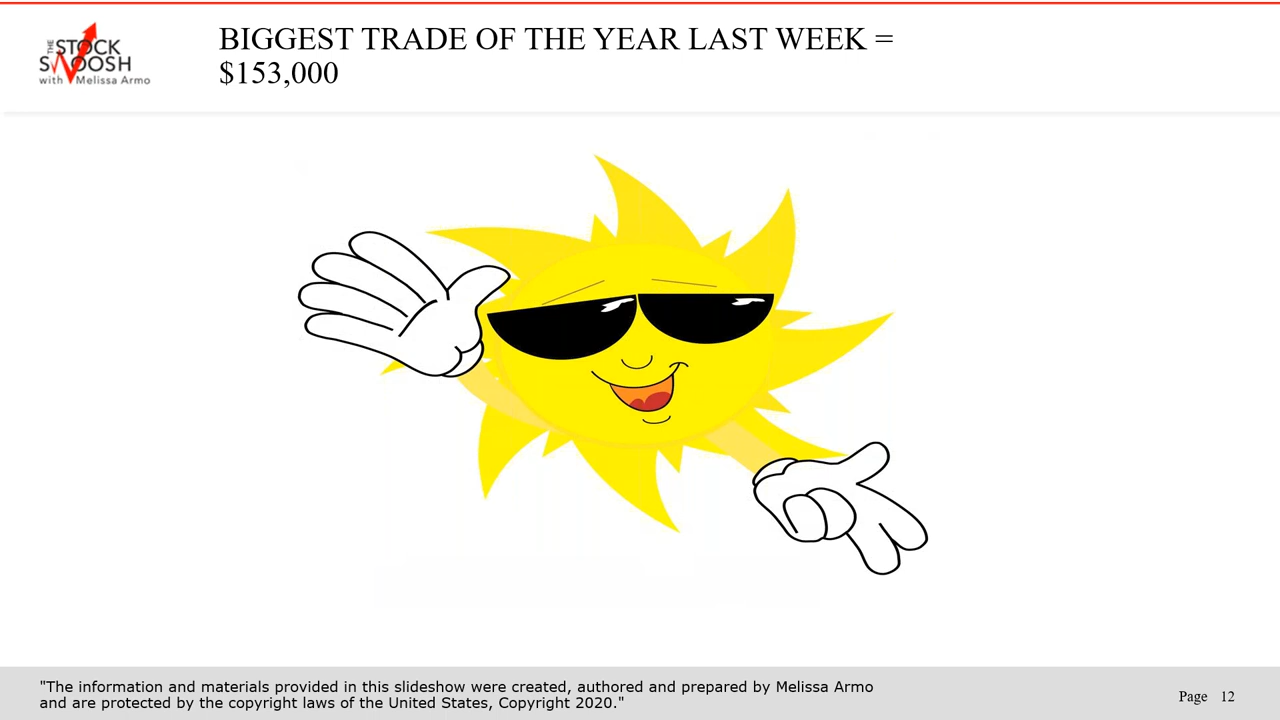 THE
STOCK
SWOOSH
with Melissa Armo
BIGGEST TRADE OF THE YEAR LAST WEEK =
$153,000
"The information and materials provided in this slideshow were created, authored and prepared by Melissa Armo
and are protected by the copyright laws of the United States, Copyright 2020."
Page 12